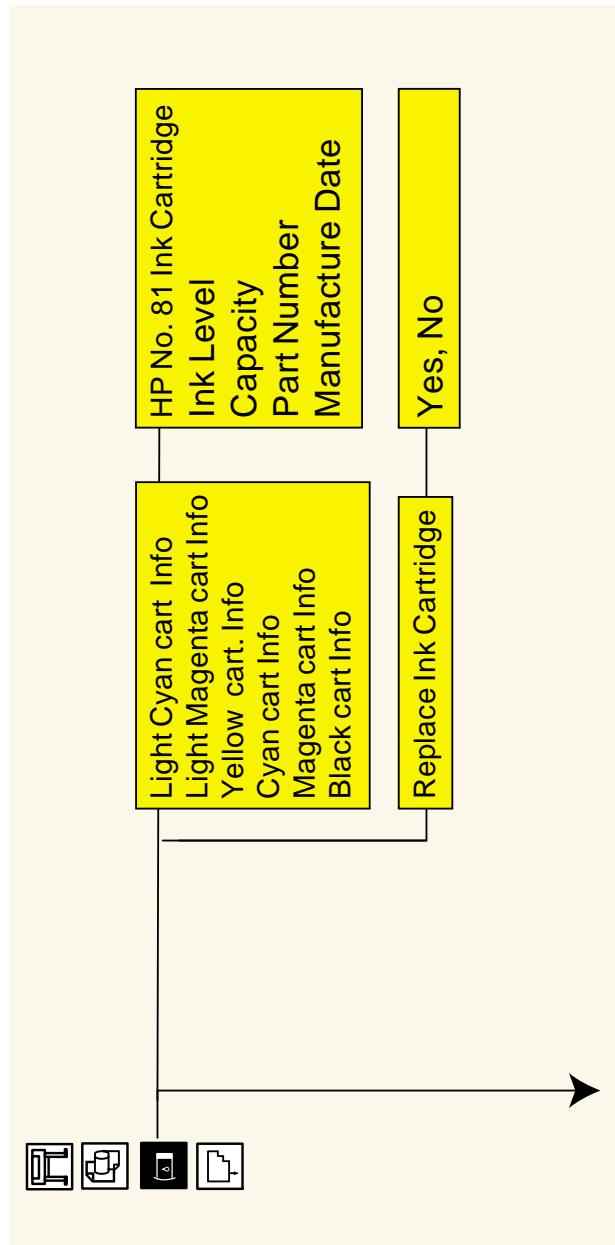 Light Cyan cart Info
Light Magenta cart Info
Yellow cart. Info
Cyan cart Info
Magenta cart Info
Black cart Info
HP No. 81 Ink Cartridge
Ink Level
Capacity
Part Number
Manufacture Date
Replace Ink Cartridge
Yes, No